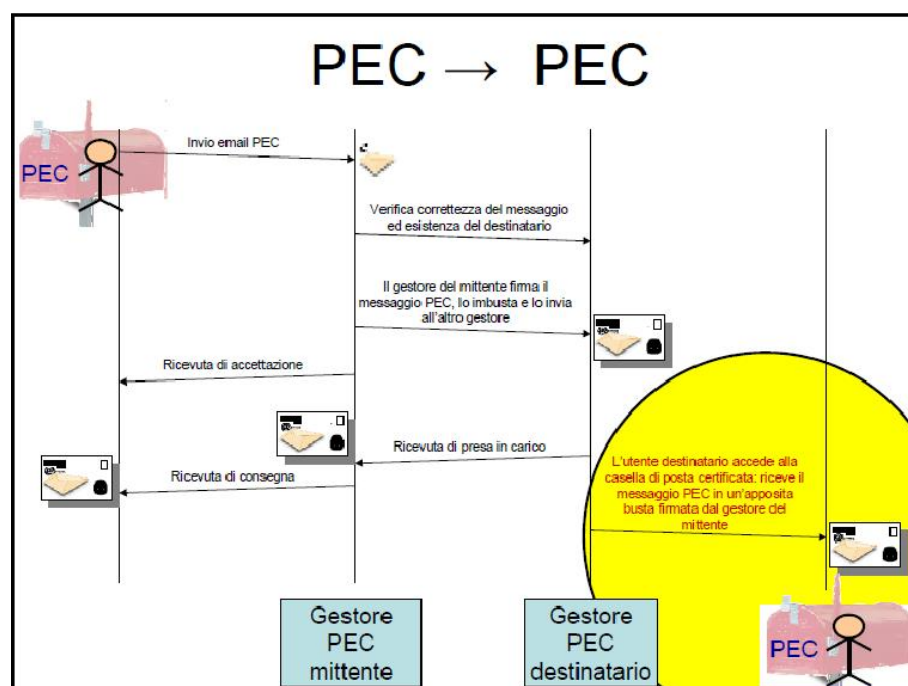 PEC → PEC
Invio email PEC
PEC
Verifica correttezza del messaggio
ed esistenza del destinatario
Il gestore del mittente firma il
messaggio PEC, llo imbusta e lo invia
all'altro gestore
Ricevuta di accettazione
Ricevuta di presa in carico
Ricevuta di consegna
L'utente destinatario accede alla
casella di posta certificata: riceve il
messaggio PEC in un'apposita
busta firmata dal gestore del
mittente
Gestore
PEC
mittente
Gestore
PEC
destinatario
PEC